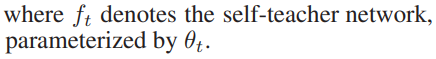 where f_t denotes the self-teacher network,
parameterized by θ_t.